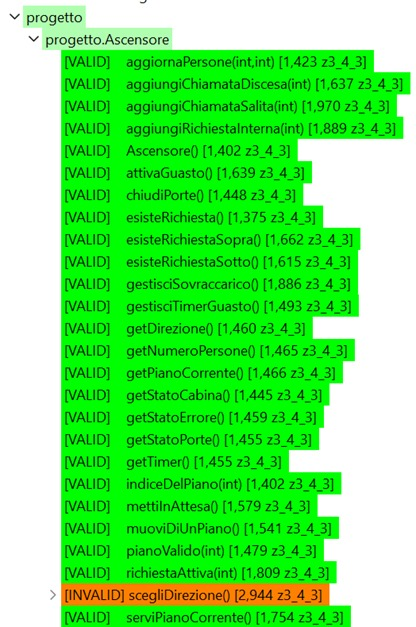 progetto
progetto.Ascensore
[VALID] aggiornaPersone(int,int) [1,423 z3_4_3]
[VALID] aggiungiChiamataDiscesa(int) [1,637 z3_4_3]
[VALID] aggiungiChiamataSalita(int) [1,970 z3_4_3]
[VALID] aggiungiRichiestaInterna(int) [1,889 z3_4_3]
[VALID] Ascensore() [1,402 z3_4_3]
[VALID] attivaGuasto() [1,639 z3_4_3]
[VALID] chiudiPorte() [1,448 z3_4_3]
[VALID] esisteRichiesta() [1,375 z3_4_3]
[VALID] esisteRichiestaSopra() [1,662 z3_4_3]
[VALID] esisteRichiestaSotto() [1,615 z3_4_3]
[VALID] gestisciSovraccarico() [1,886 z3_4_3]
[VALID] gestisciTimerGuasto() [1,493 z3_4_3]
[VALID] getDirezione() [1,460 z3_4_3]
[VALID] getNumeroPersone() [1,465 z3_4_3]
[VALID] getPianoCorrente() [1,466 z3_4_3]
[VALID] getStatoCabina() [1,445 z3_4_3]
[VALID] getStatoErrore() [1,459 z3_4_3]
[VALID] getStatoPorte() [1,455 z3_4_3]
[VALID] getTimer() [1,455 z3_4_3]
[VALID] indiceDelPiano(int) [1,402 z3_4_3]
[VALID] mettiInAttesa() [1,579 z3_4_3]
[VALID] muoviDiUnPiano() [1,541 z3_4_3]
[VALID] pianoValido(int) [1,479 z3_4_3]
[VALID] richiestaAttiva(int) [1,809 z3_4_3]
[INVALID] scegliDirezione() [2,944 z3_4_3]
[VALID] serviPianoCorrente() [1,754 z3_4_3]